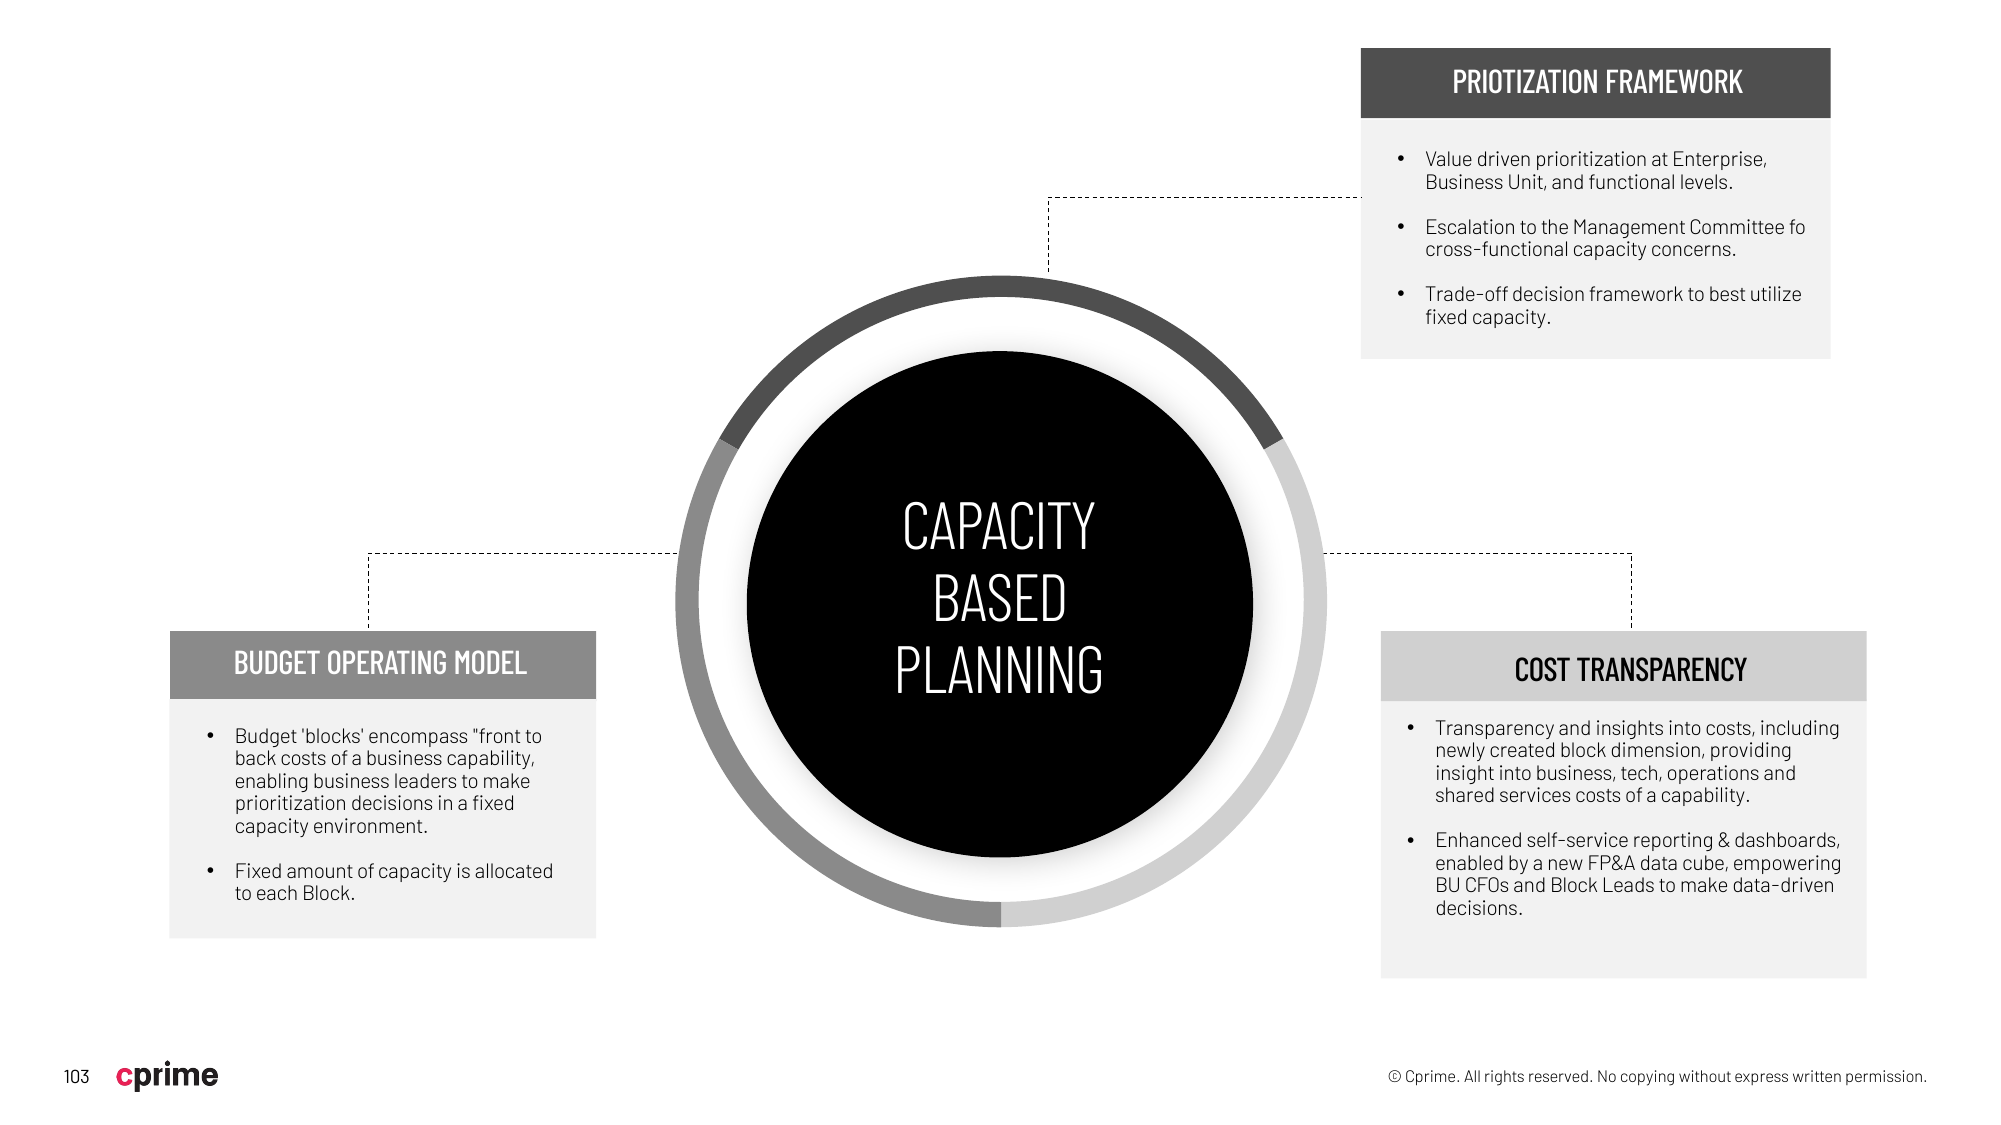 PRIOTIZATION FRAMEWORK
• Value driven prioritization at Enterprise,
Business Unit, and functional levels.
• Escalation to the Management Committee fo
cross-functional capacity concerns.
• Trade-off decision framework to best utilize
fixed capacity.
CAPACITY
BASED
PLANNING
BUDGET OPERATING MODEL
• Budget 'blocks' encompass "front to
back costs of a business capability,
enabling business leaders to make
prioritization decisions in a fixed
capacity environment.
• Fixed amount of capacity is allocated
to each Block.
COST TRANSPARENCY
• Transparency and insights into costs, including
newly created block dimension, providing
insight into business, tech, operations and
shared services costs of a capability.
• Enhanced self-service reporting & dashboards,
enabled by a new FP&A data cube, empowering
BU CFOs and Block Leads to make data-driven
decisions.
103 cprime
© Cprime. All rights reserved. No copying without express written permission.